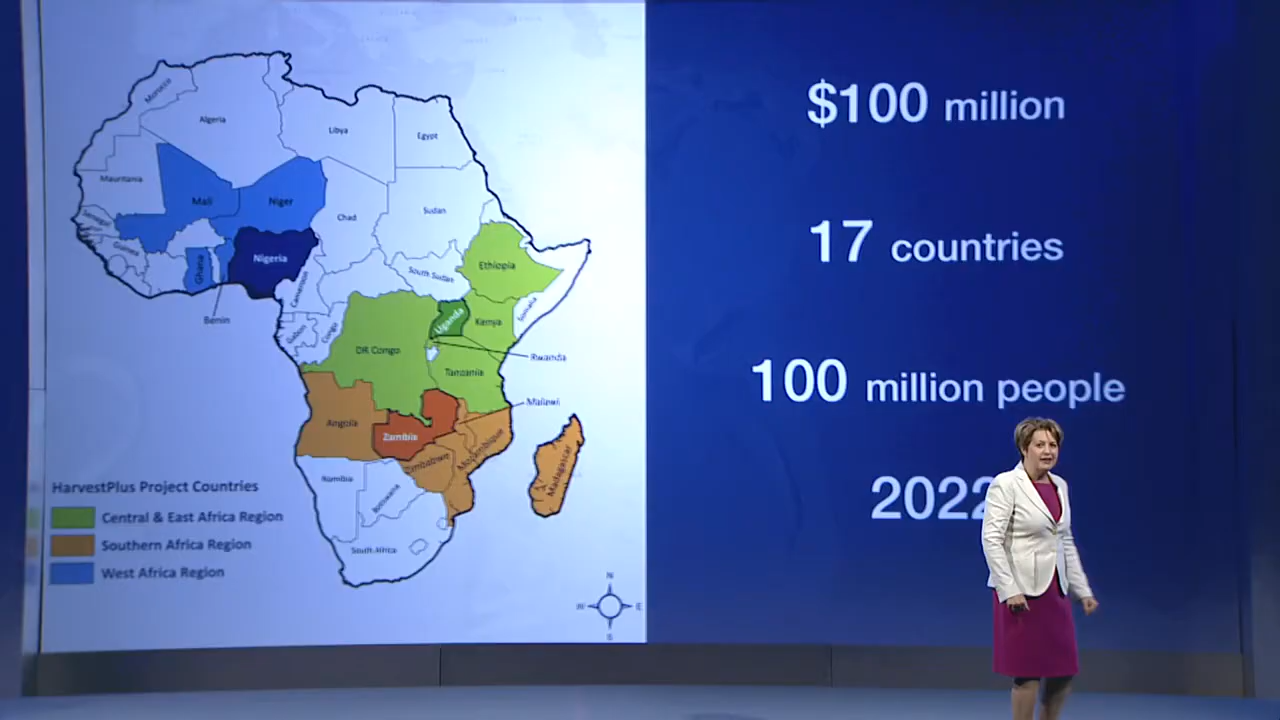 Morocco
Algeria
Libya
Egypt
Mauritania
Mali
Niger
Chad
Sudan
Senegal
Guinea
Ghana
Nigeria
Benin
Cameroon
South Sudan
Ethiopia
Somalia
Gabon
Congo
DR Congo
Uganda
Kenya
Rwanda
Tanzania
Malawi
Angola
Zambia
Zimbabwe
Mozambique
Madagascar
Namibia
Botswana
South Africa
HarvestPlus Project Countries
Central & East Africa Region
Southern Africa Region
West Africa Region
N
W
E
S
$100 million
17 countries
100 million people
2022